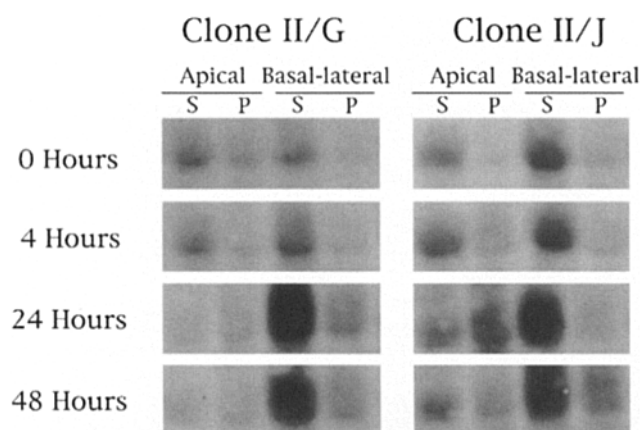 Clone II/G Clone II/J
Apical Basal-lateral Apical Basal-lateral
S P S P S P S P
0 Hours
4 Hours
24 Hours
48 Hours